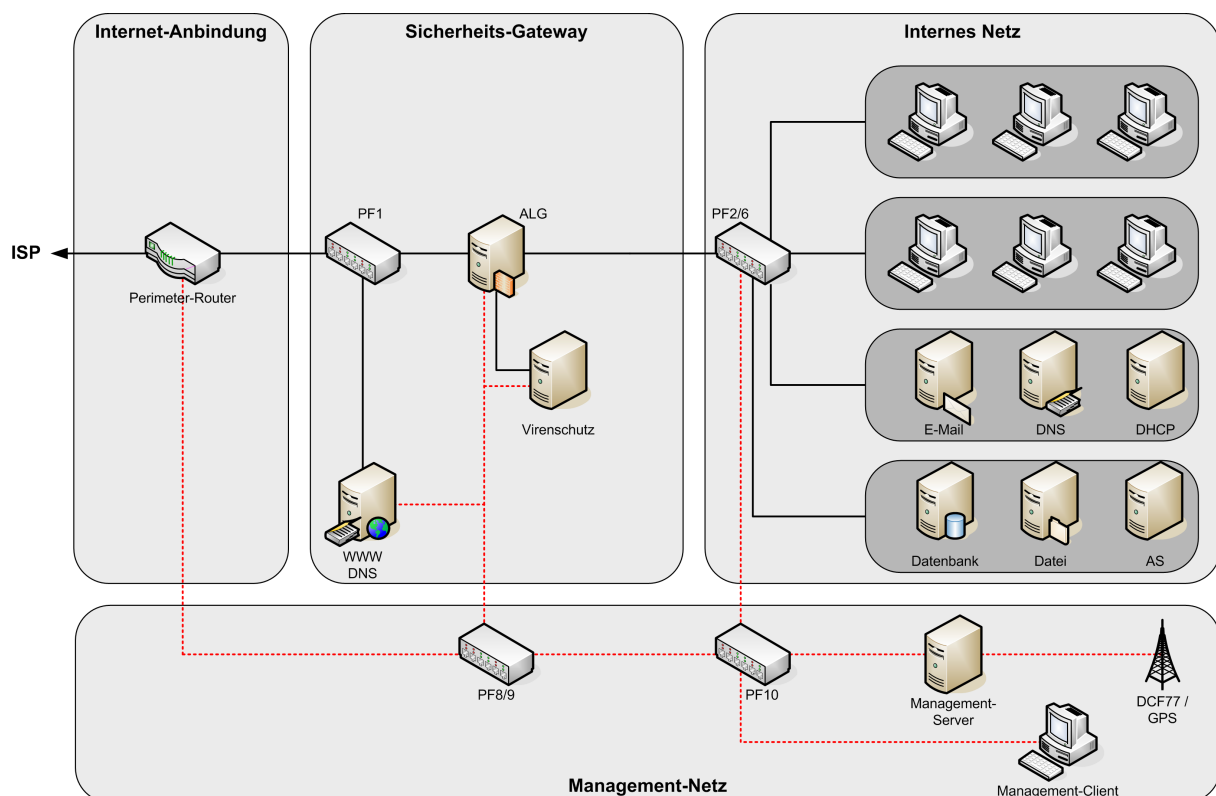 Internet-Anbindung
Sicherheits-Gateway
Internes Netz
ISP
Perimeter-Router
PF1
ALG
PF2/6
Virenschutz
WWW
DNS
E-Mail
DNS
DHCP
Datenbank
Datei
AS
PF8/9
PF10
Management-
Server
DCF77 /
GPS
Management-Client
Management-Netz